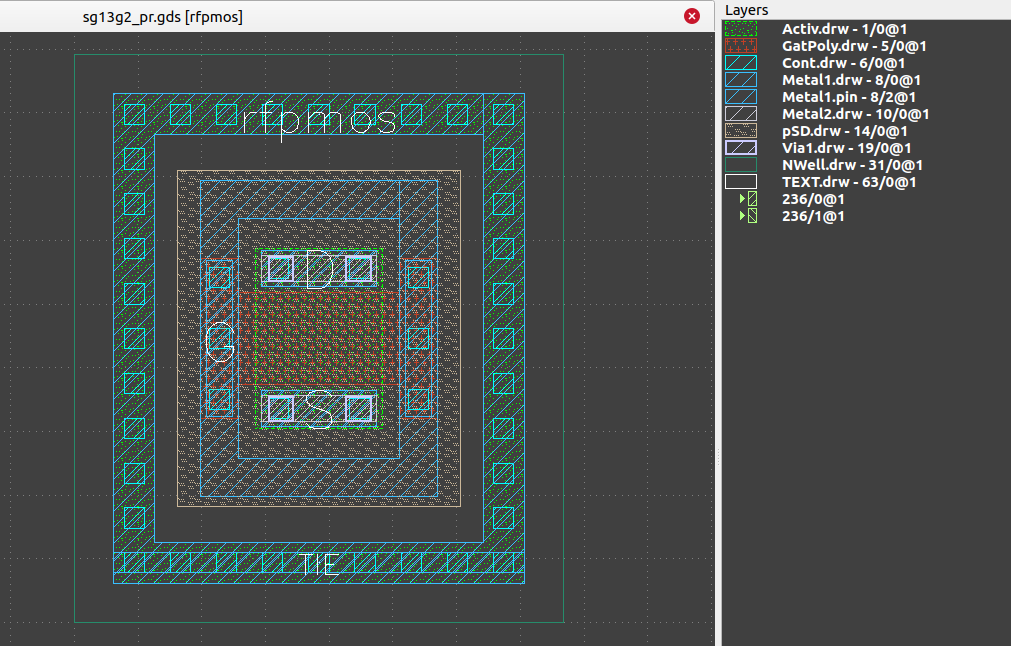 sg13g2_pr.gds [rfpmos]
Layers
Activ.drw - 1/0@1
GatPoly.drw - 5/0@1
Cont.drw - 6/0@1
Metal1.drw - 8/0@1
Metal1.pin - 8/2@1
Metal2.drw - 10/0@1
pSD.drw - 14/0@1
Via1.drw - 19/0@1
NWell.drw - 31/0@1
TEXT.drw - 63/0@1
236/0@1
236/1@1
rfpmos
D
G
S
TIE